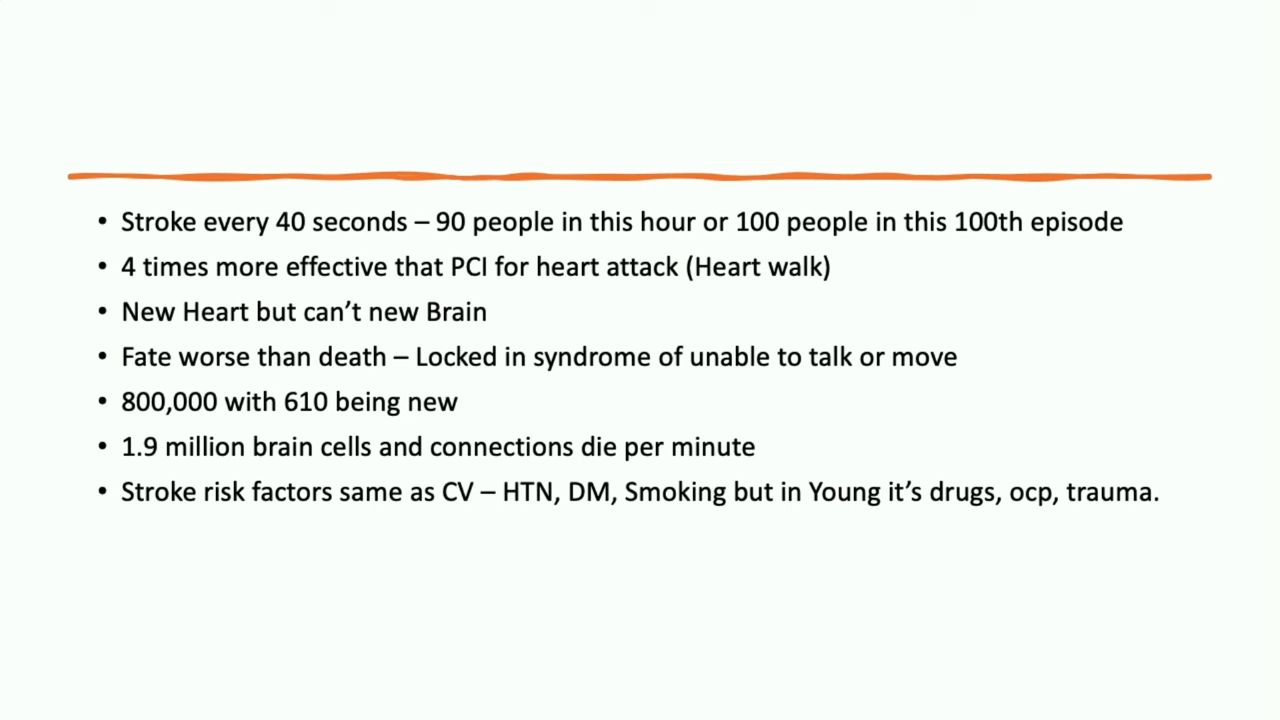 • Stroke every 40 seconds – 90 people in this hour or 100 people in this 100th episode
• 4 times more effective that PCI for heart attack (Heart walk)
• New Heart but can’t new Brain
• Fate worse than death – Locked in syndrome of unable to talk or move
• 800,000 with 610 being new
• 1.9 million brain cells and connections die per minute
• Stroke risk factors same as CV – HTN, DM, Smoking but in Young it’s drugs, ocp, trauma.